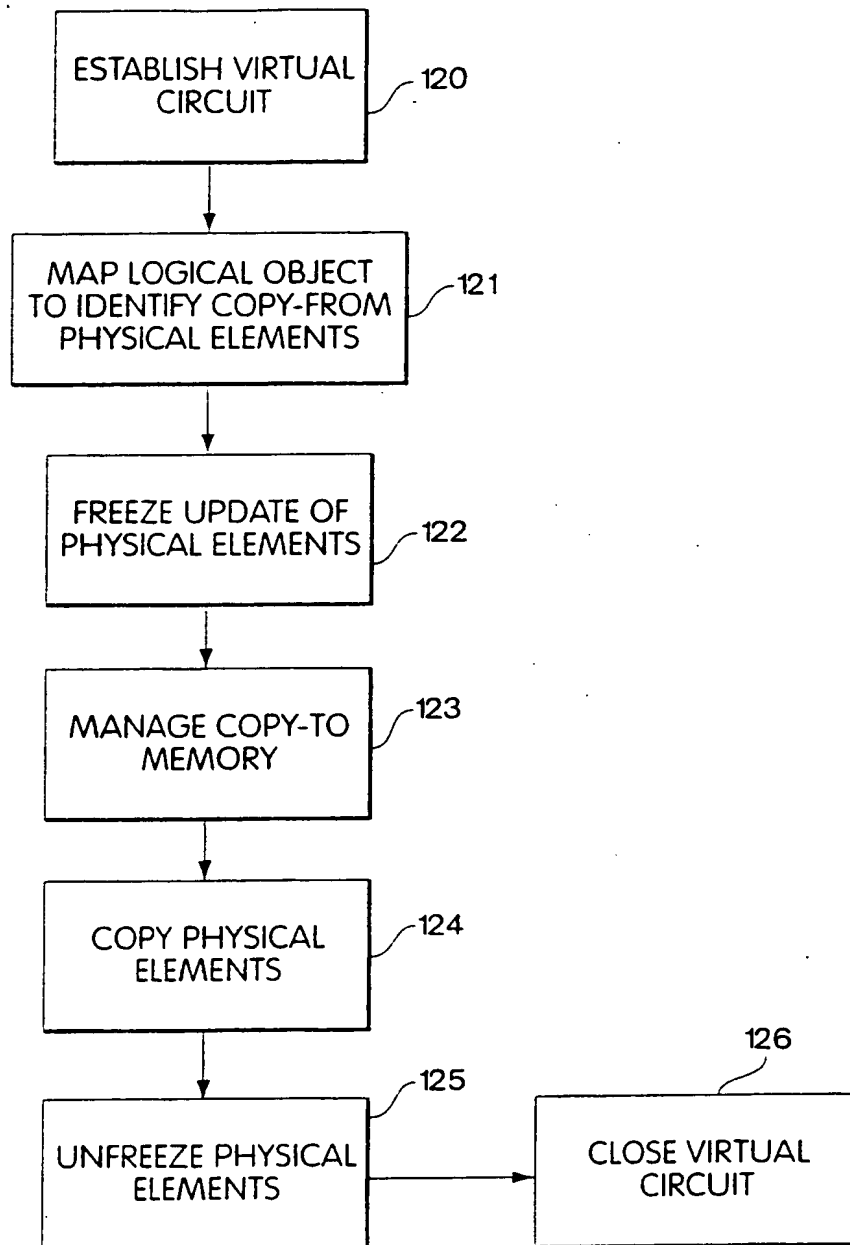 ESTABLISH VIRTUAL
CIRCUIT
120
MAP LOGICAL OBJECT
TO IDENTIFY COPY-FROM
PHYSICAL ELEMENTS
121
FREEZE UPDATE OF
PHYSICAL ELEMENTS
122
MANAGE COPY-TO
MEMORY
123
COPY PHYSICAL
ELEMENTS
124
UNFREEZE PHYSICAL
ELEMENTS
125
CLOSE VIRTUAL
CIRCUIT
126